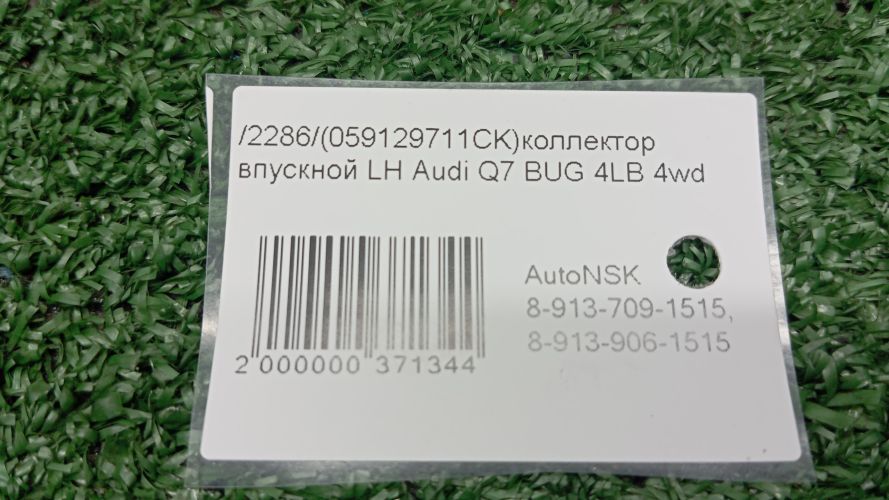 /2286/(059129711CK)коллектор
впускной LH Audi Q7 BUG 4LB 4wd
AutoNSK
8-913-709-1515,
8-913-906-1515
2 000000 371344